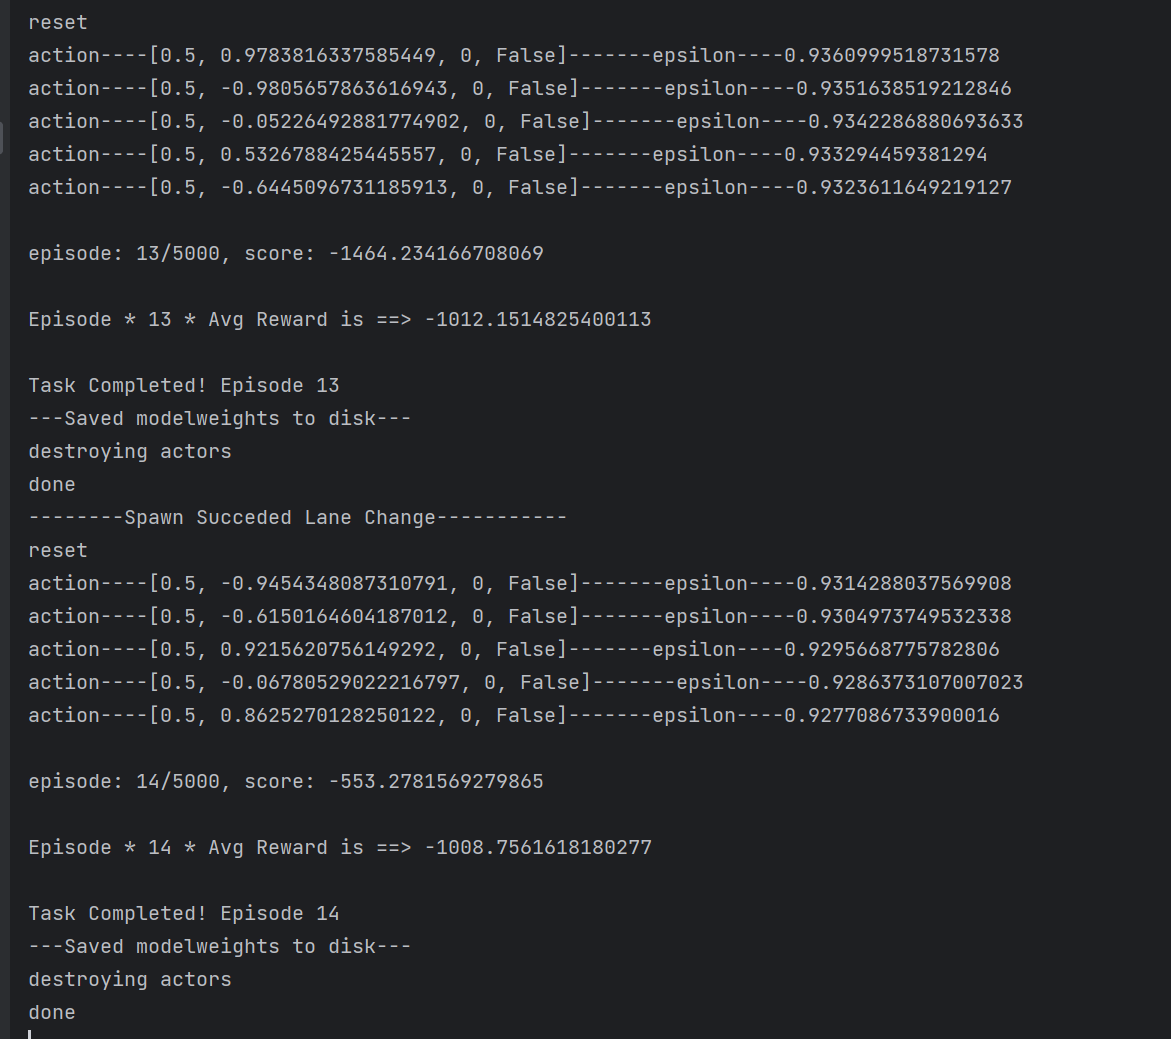 reset
action----[0.5, 0.9783816337585449, 0, False]-------epsilon----0.9360999518731578
action----[0.5, -0.9805657863616943, 0, False]-------epsilon----0.9351638519212846
action----[0.5, -0.05226492881774902, 0, False]-------epsilon----0.9342286880693633
action----[0.5, 0.5326788425445557, 0, False]-------epsilon----0.933294459381294
action----[0.5, -0.6445096731185913, 0, False]-------epsilon----0.9323611649219127
episode: 13/5000, score: -1464.234166708069
Episode * 13 * Avg Reward is ==> -1012.1514825400113
Task Completed! Episode 13
---Saved modelweights to disk---
destroying actors
done
--------Spawn Succeded Lane Change-----------
reset
action----[0.5, -0.9454348087310791, 0, False]-------epsilon----0.9314288037569908
action----[0.5, -0.6150164604187012, 0, False]-------epsilon----0.9304973749532338
action----[0.5, 0.9215620756149292, 0, False]-------epsilon----0.9295668775782806
action----[0.5, -0.06780529022216797, 0, False]-------epsilon----0.9286373107007023
action----[0.5, 0.8625270128250122, 0, False]-------epsilon----0.9277086733900016
episode: 14/5000, score: -553.2781569279865
Episode * 14 * Avg Reward is ==> -1008.7561618180277
Task Completed! Episode 14
---Saved modelweights to disk---
destroying actors
done